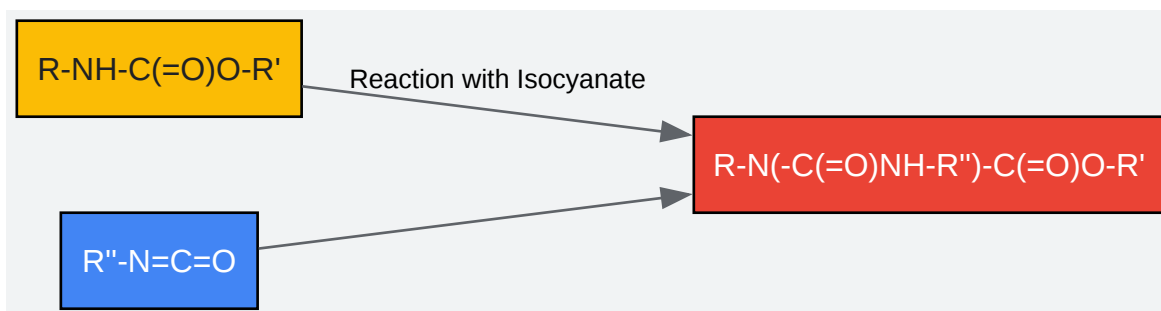 R-NH-C(=O)O-R'
Reaction with Isocyanate
R-N(-C(=O)NH-R")-C(=O)O-R'
R"-N=C=O